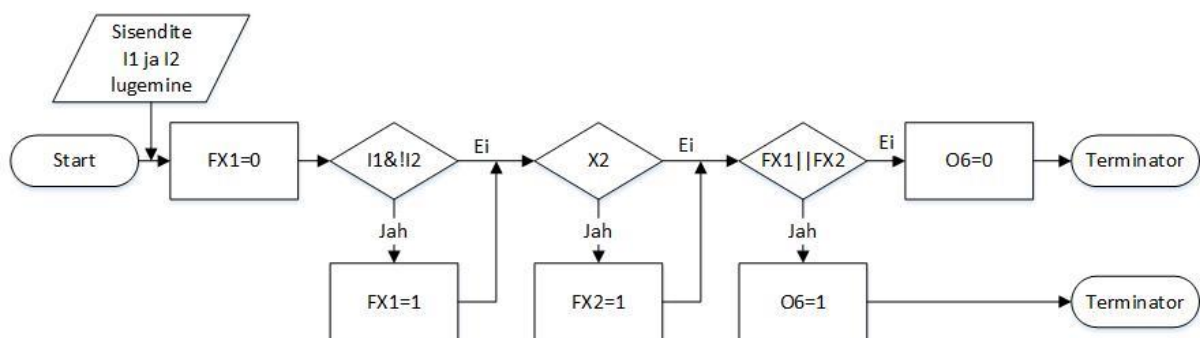 Sisendite
I1 ja I2
lugemine
Start
FX1=0
I1&!I2
Ei
X2
Ei
FX1||FX2
Ei
O6=0
Terminator
Jah
Jah
Jah
FX1=1
FX2=1
O6=1
Terminator